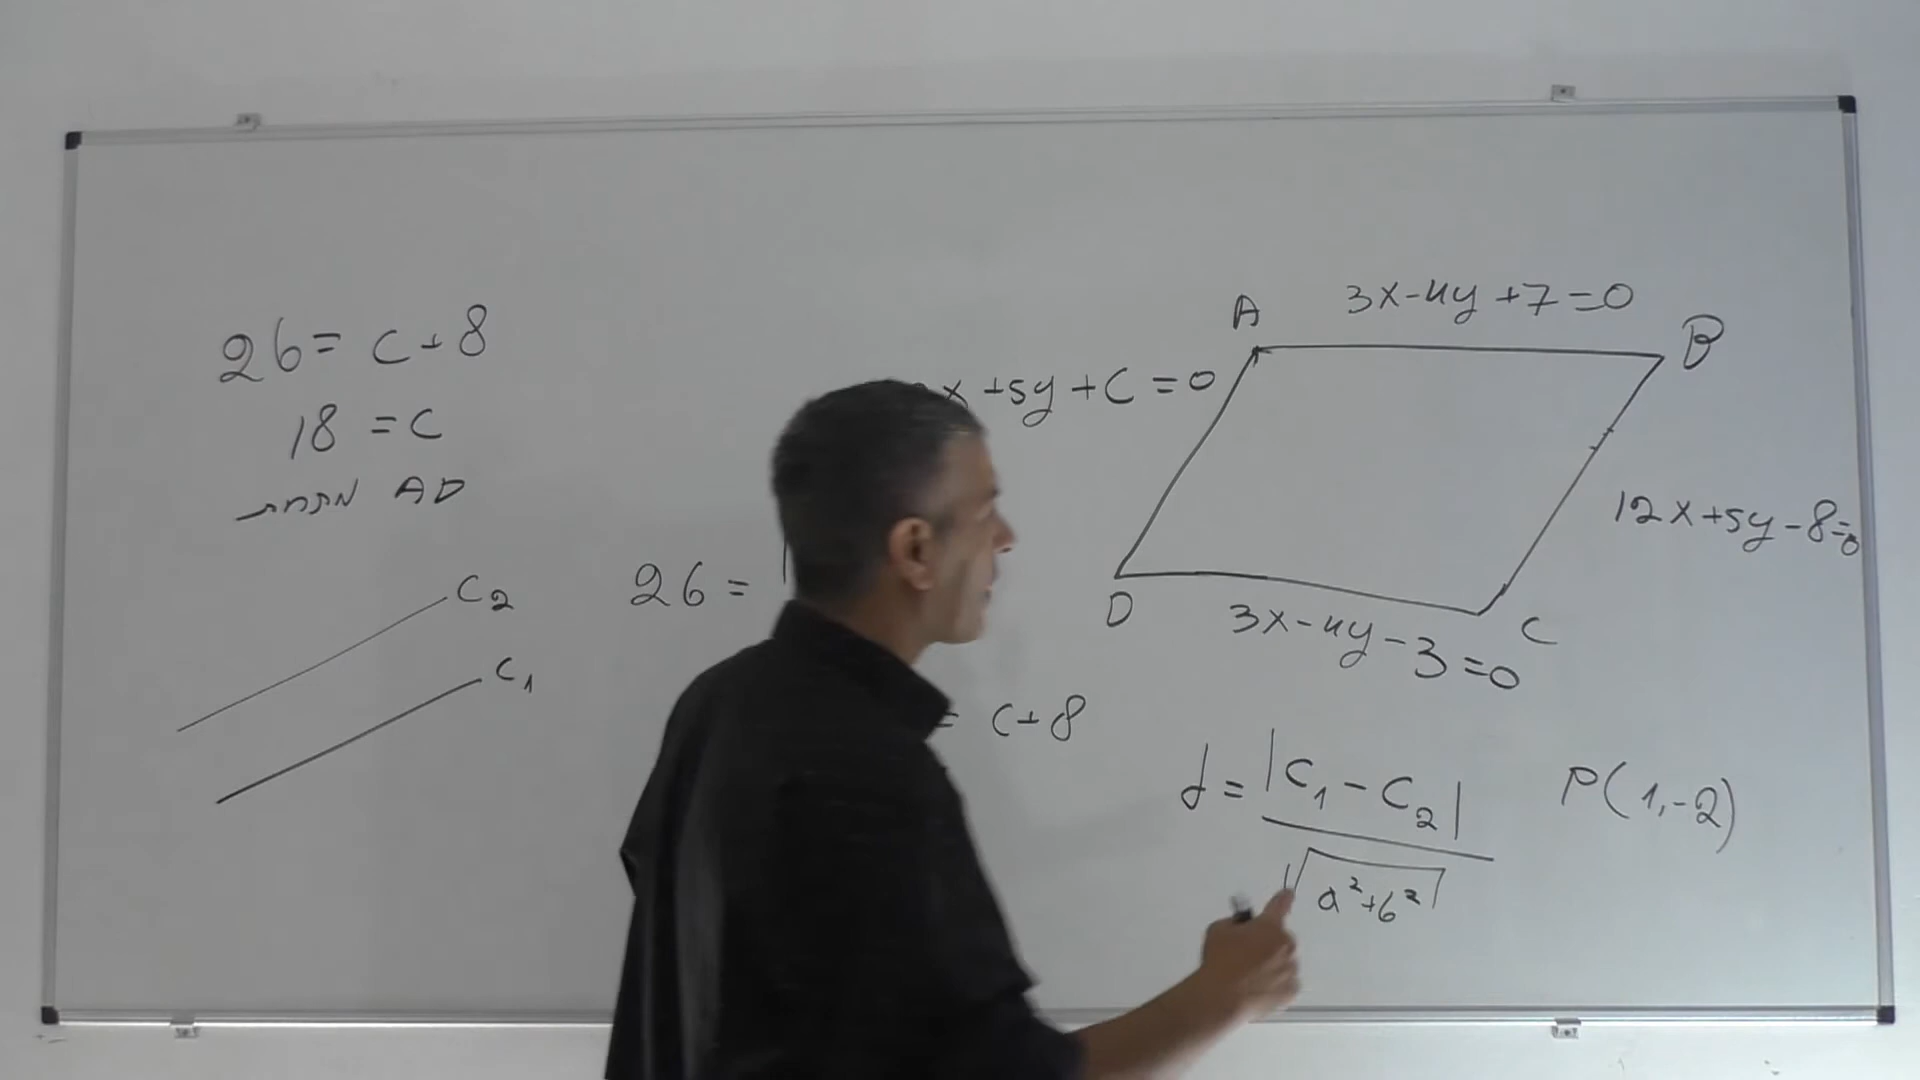 26 = C+8
18 = C
AD מתחת
C2
C1
26 =
= C+8
A
3x-4y+7=0
B
x+5y+C=0
12x+5y-8=0
D
3x-4y-3=0
C
d = |C₁-C₂| / √(a²+b²)
P(1,-2)